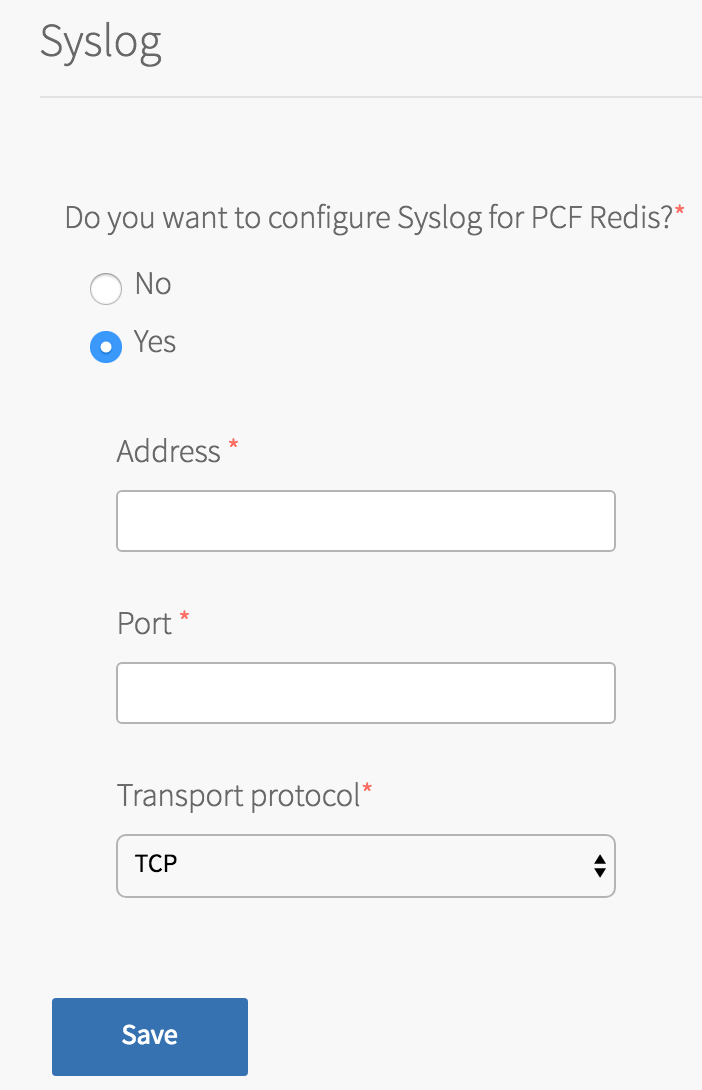 Syslog
Do you want to configure Syslog for PCF Redis?*
No
Yes
Address *
Port *
Transport protocol*
TCP
Save